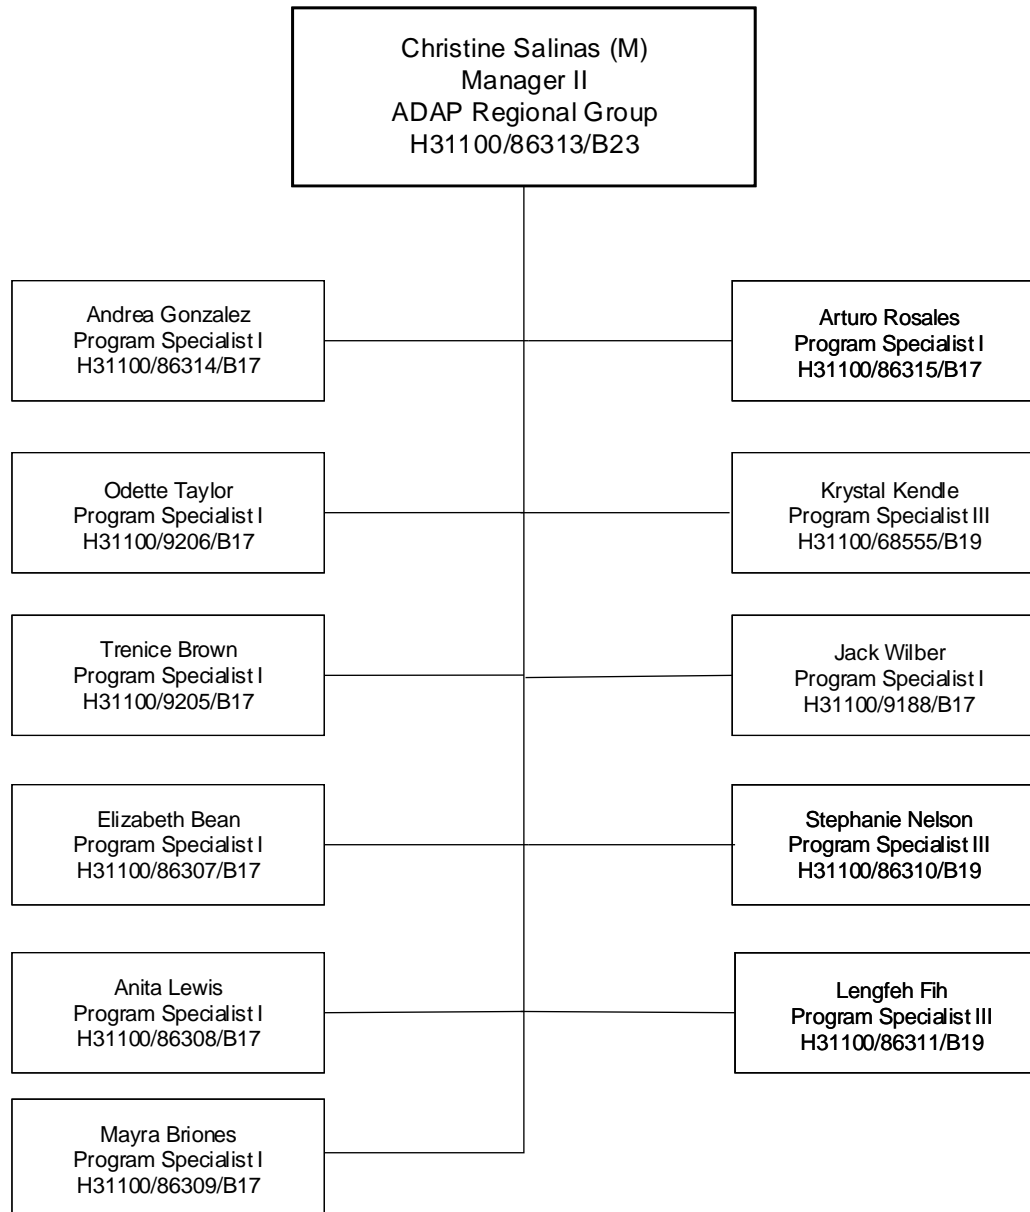 Christine Salinas (M)
Manager II
ADAP Regional Group
H31100/86313/B23
Andrea Gonzalez
Program Specialist I
H31100/86314/B17
Arturo Rosales
Program Specialist I
H31100/86315/B17
Odette Taylor
Program Specialist I
H31100/9206/B17
Krystal Kendle
Program Specialist III
H31100/68555/B19
Trenice Brown
Program Specialist I
H31100/9205/B17
Jack Wilber
Program Specialist I
H31100/9188/B17
Elizabeth Bean
Program Specialist I
H31100/86307/B17
Stephanie Nelson
Program Specialist III
H31100/86310/B19
Anita Lewis
Program Specialist I
H31100/86308/B17
Lengfeh Fih
Program Specialist III
H31100/86311/B19
Mayra Briones
Program Specialist I
H31100/86309/B17